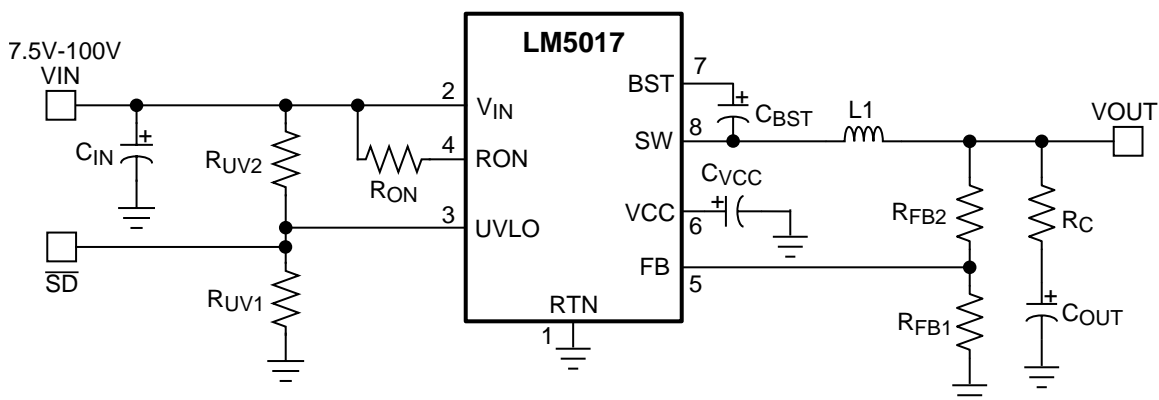 LM5017
7.5V-100V
VIN
2
VIN
BST
7
CBST
L1
VOUT
CIN
RUV2
4
RON
RON
SW
8
CVCC
3
UVLO
VCC
6
RFB2
RC
SD
RUV1
FB
5
RTN
1
RFB1
COUT